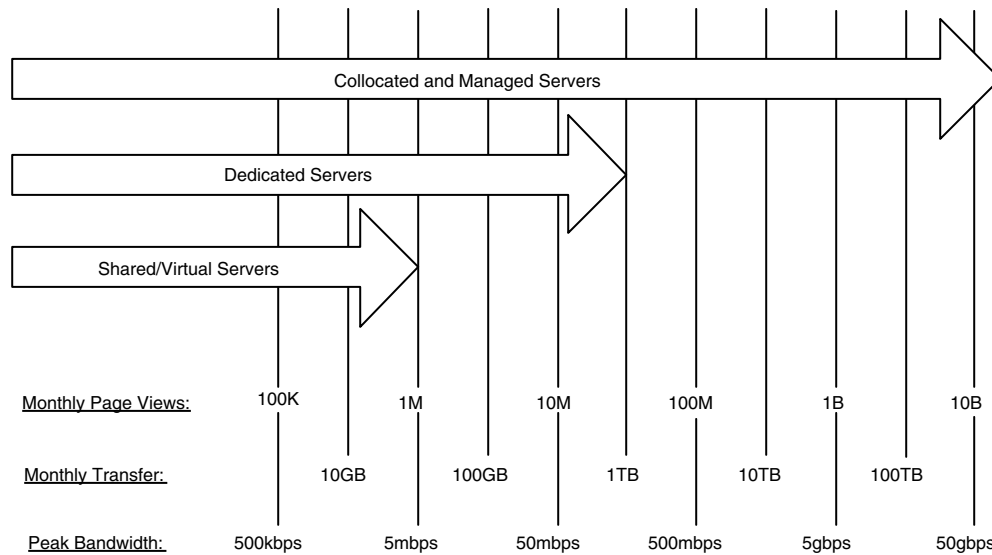 Collocated and Managed Servers
Dedicated Servers
Shared/Virtual Servers
Monthly Page Views: 100K 1M 10M 100M 1B 10B
Monthly Transfer: 10GB 100GB 1TB 10TB 100TB
Peak Bandwidth: 500kbps 5mbps 50mbps 500mbps 5gbps 50gbps